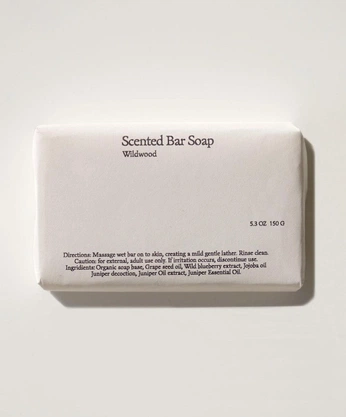 Scented Bar Soap
Wildwood
5.3 OZ 150 G
Directions: Massage wet bar on to skin, creating a mild gentle lather. Rinse clean.
Caution: for external, adult use only. If irritation occurs, discontinue use.
Ingredients: Organic soap base, Grape seed oil, Wild blueberry extract, Jojoba oil
Juniper decoction, Juniper Oil extract, Juniper Essential Oil.